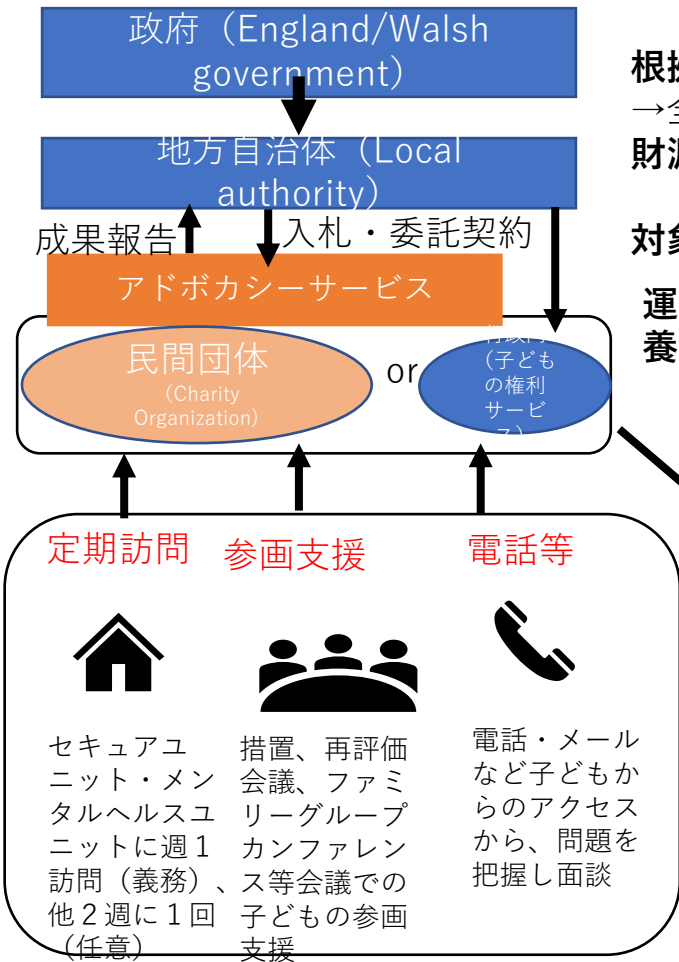 政府（England/Walsh
government）
地方自治体（Local
authority）
成果報告
入札・委託契約
アドボカシーサービス
民間団体
(Charity
Organization)
or
（子ども
の権利
サービ
ス）
根拠
→全
財源
対象
運
養
定期訪問
参画支援
電話等
セキュアユ
ニット・メン
タルヘルスユ
ニットに週１
訪問（義務）、
他２週に１回
（任意）
措置、再評価
会議、ファミ
リーグループ
カンファレン
ス等会議での
子どもの参画
支援
電話・メール
など子どもか
らのアクセス
から、問題を
把握し面談